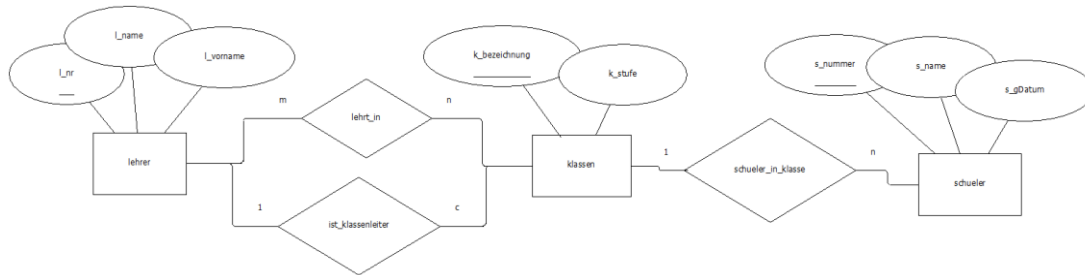 l_nr
l_name
l_vorname
lehrer
m
lehrt_in
n
1
ist_klassenleiter
c
k_bezeichnung
k_stufe
klassen
1
schueler_in_klasse
n
s_nummer
s_name
s_gDatum
schueler